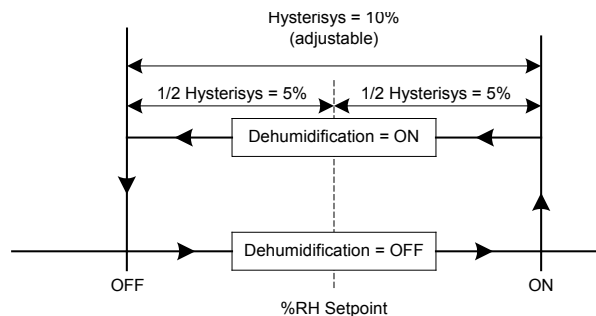 Hysterisys = 10%
(adjustable)
1/2 Hysterisys = 5%
1/2 Hysterisys = 5%
Dehumidification = ON
Dehumidification = OFF
OFF
ON
%RH Setpoint